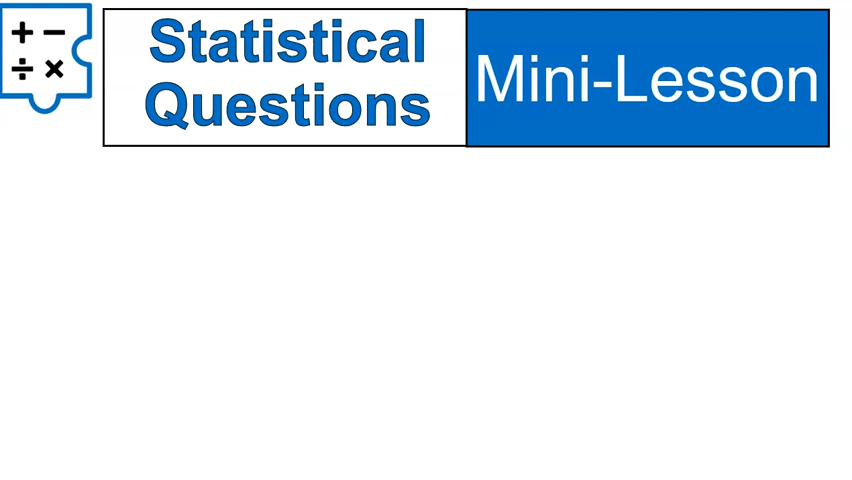 + −
÷ ×
Statistical
Questions
Mini-Lesson